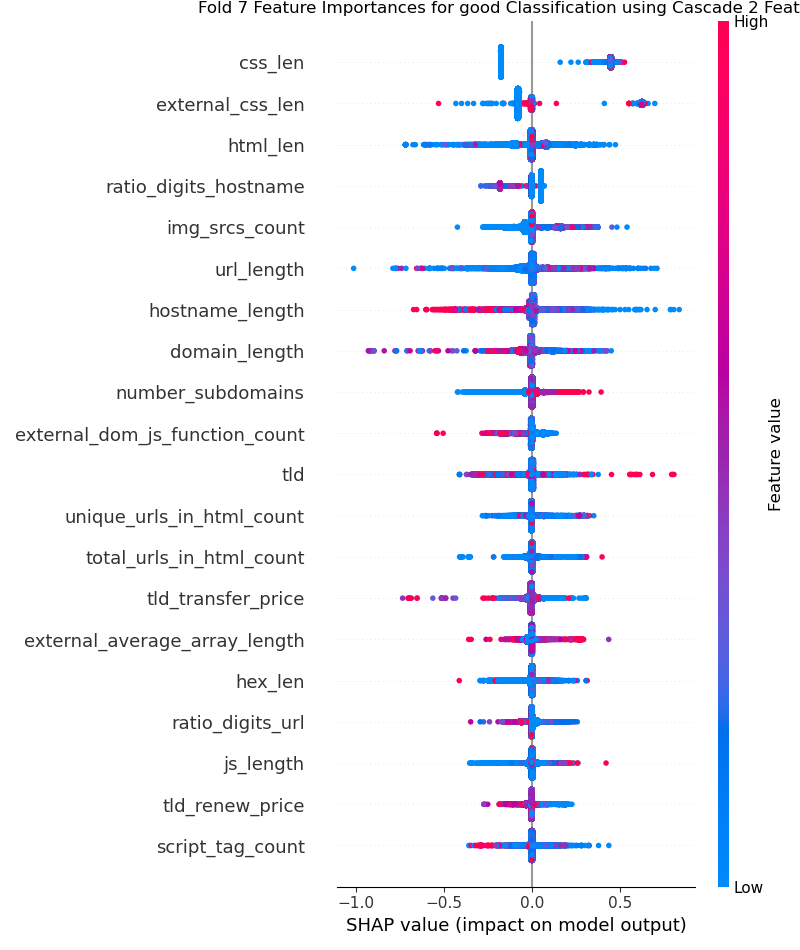 Fold 7 Feature Importances for good Classification using Cascade 2 Feat
High
css_len
external_css_len
html_len
ratio_digits_hostname
img_srcs_count
url_length
hostname_length
domain_length
number_subdomains
external_dom_js_function_count
tld
unique_urls_in_html_count
total_urls_in_html_count
tld_transfer_price
external_average_array_length
hex_len
ratio_digits_url
js_length
tld_renew_price
script_tag_count
Feature value
Low
−1.0 −0.5 0.0 0.5
SHAP value (impact on model output)